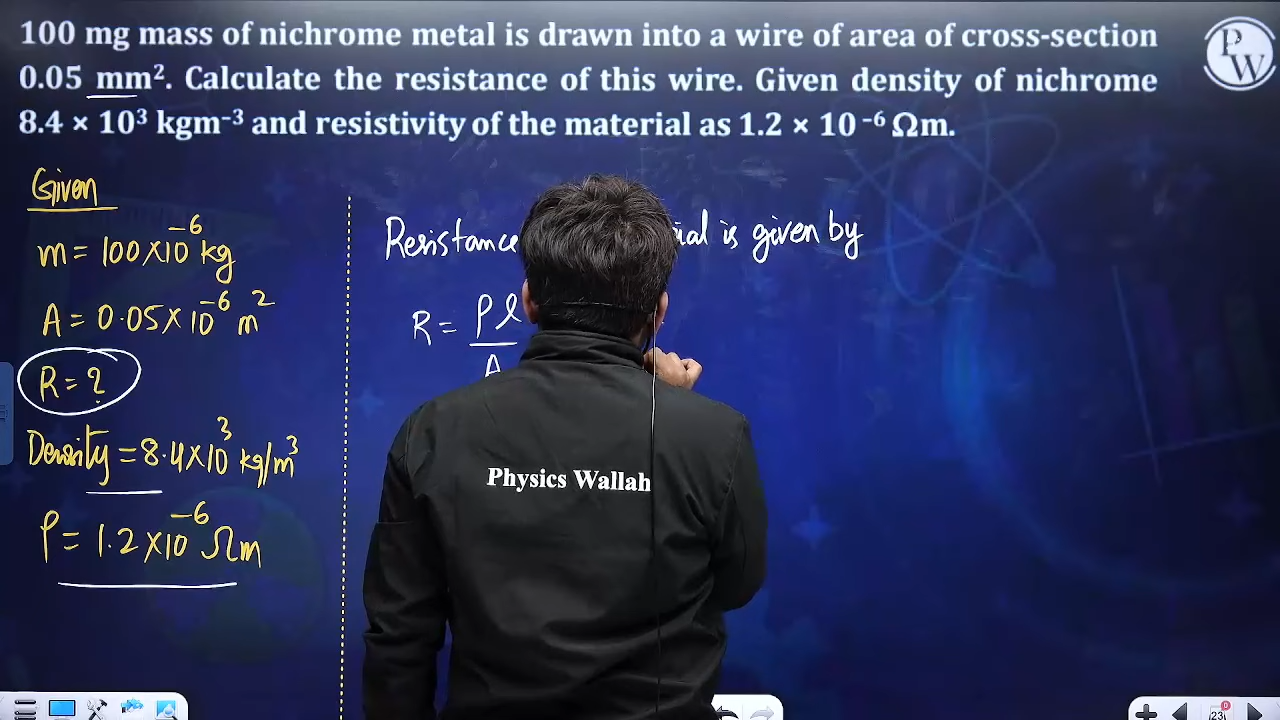 100 mg mass of nichrome metal is drawn into a wire of area of cross-section
0.05 mm². Calculate the resistance of this wire. Given density of nichrome
8.4 × 10³ kgm⁻³ and resistivity of the material as 1.2 × 10⁻⁶ Ωm.
PW
Given
m = 100×10⁻⁶ kg
A = 0.05×10⁻⁶ m²
R = ?
Density = 8.4×10³ kg/m³
ρ = 1.2×10⁻⁶ Ωm
Resistance is given by
R = ρl
A
Physics Wallah
23